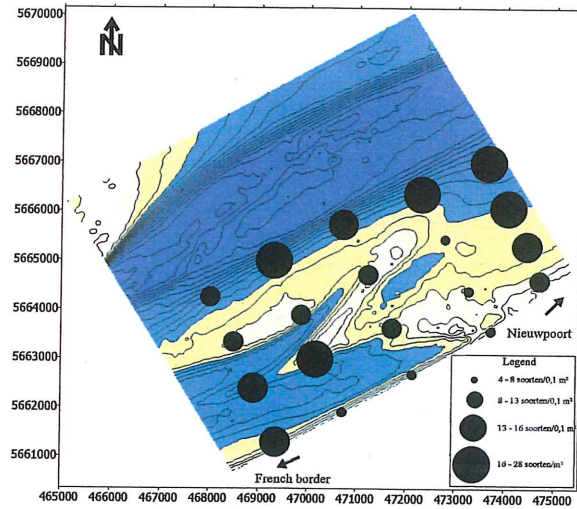 5670000
N
5669000
5668000
5667000
5666000
5665000
5664000
5663000
5662000
5661000
Nieuwpoort
Legend
4 - 8 soorten/0,1 m²
8 - 13 soorten/0,1 m²
13 - 16 soorten/0,1 m
16 - 28 soorten/m²
French border
465000 466000 467000 468000 469000 470000 471000 472000 473000 474000 475000